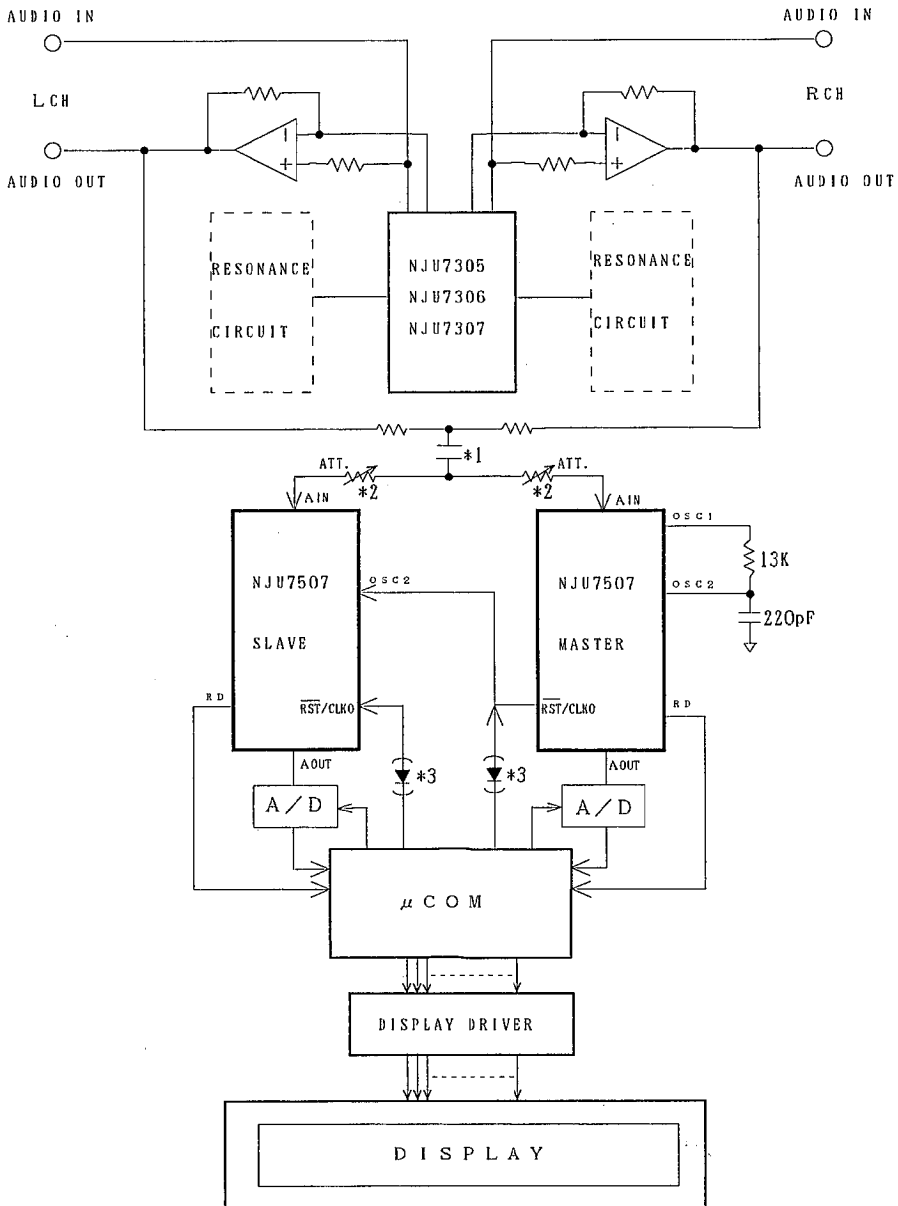 AUDIO IN
AUDIO IN
L CH
R CH
AUDIO OUT
AUDIO OUT
−
+
−
+
RESONANCE
CIRCUIT
NJU7305
NJU7306
NJU7307
RESONANCE
CIRCUIT
*1
ATT.
*2
ATT.
*2
AIN
AIN
OSC1
13K
NJU7507
SLAVE
OSC2
NJU7507
MASTER
OSC2
220pF
RD
RST/CLKO
RST/CLKO
RD
AOUT
*3
*3
AOUT
A/D
A/D
μCOM
DISPLAY DRIVER
DISPLAY